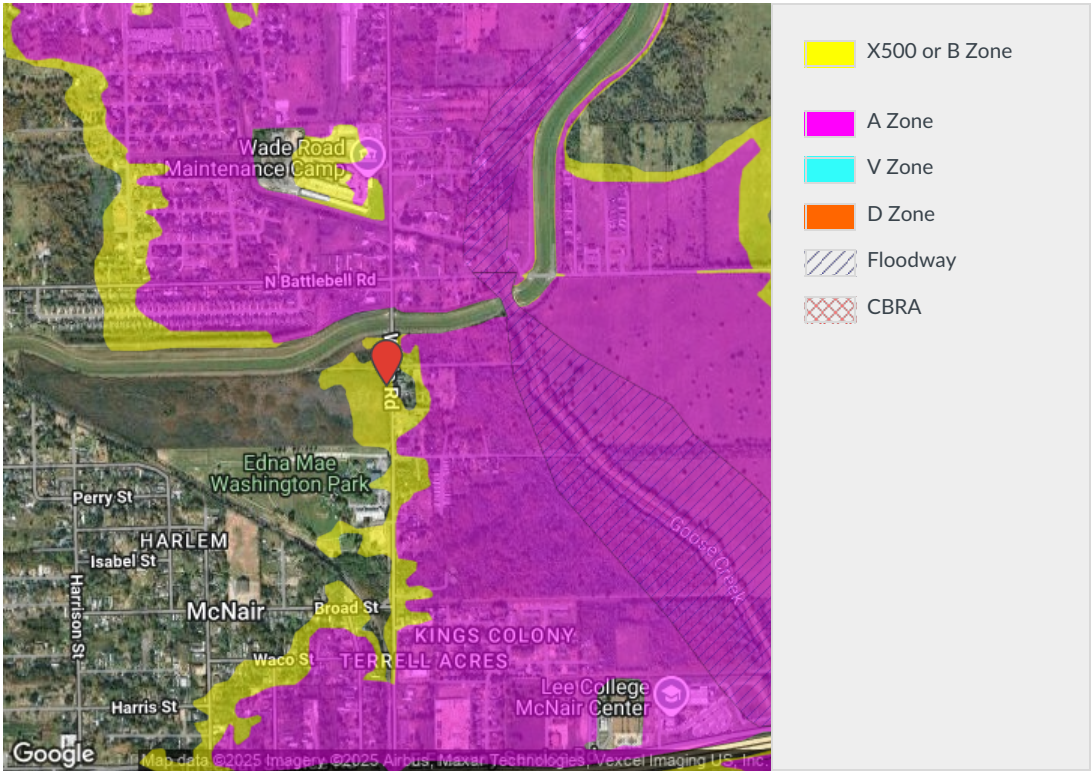 X500 or B Zone
A Zone
V Zone
D Zone
Floodway
CBRA
Wade Road
Maintenance Camp
N Battlebell Rd
Rd
Edna Mae
Washington Park
Perry St
HARLEM
Isabel St
Harrison St
McNair
Broad St
Goose Creek
KINGS COLONY
TERRELL ACRES
Waco St
Lee College
McNair Center
Harris St
Google
Map data ©2025 Imagery ©2025 Airbus, Maxar Technologies, Vexcel Imaging US, Inc.